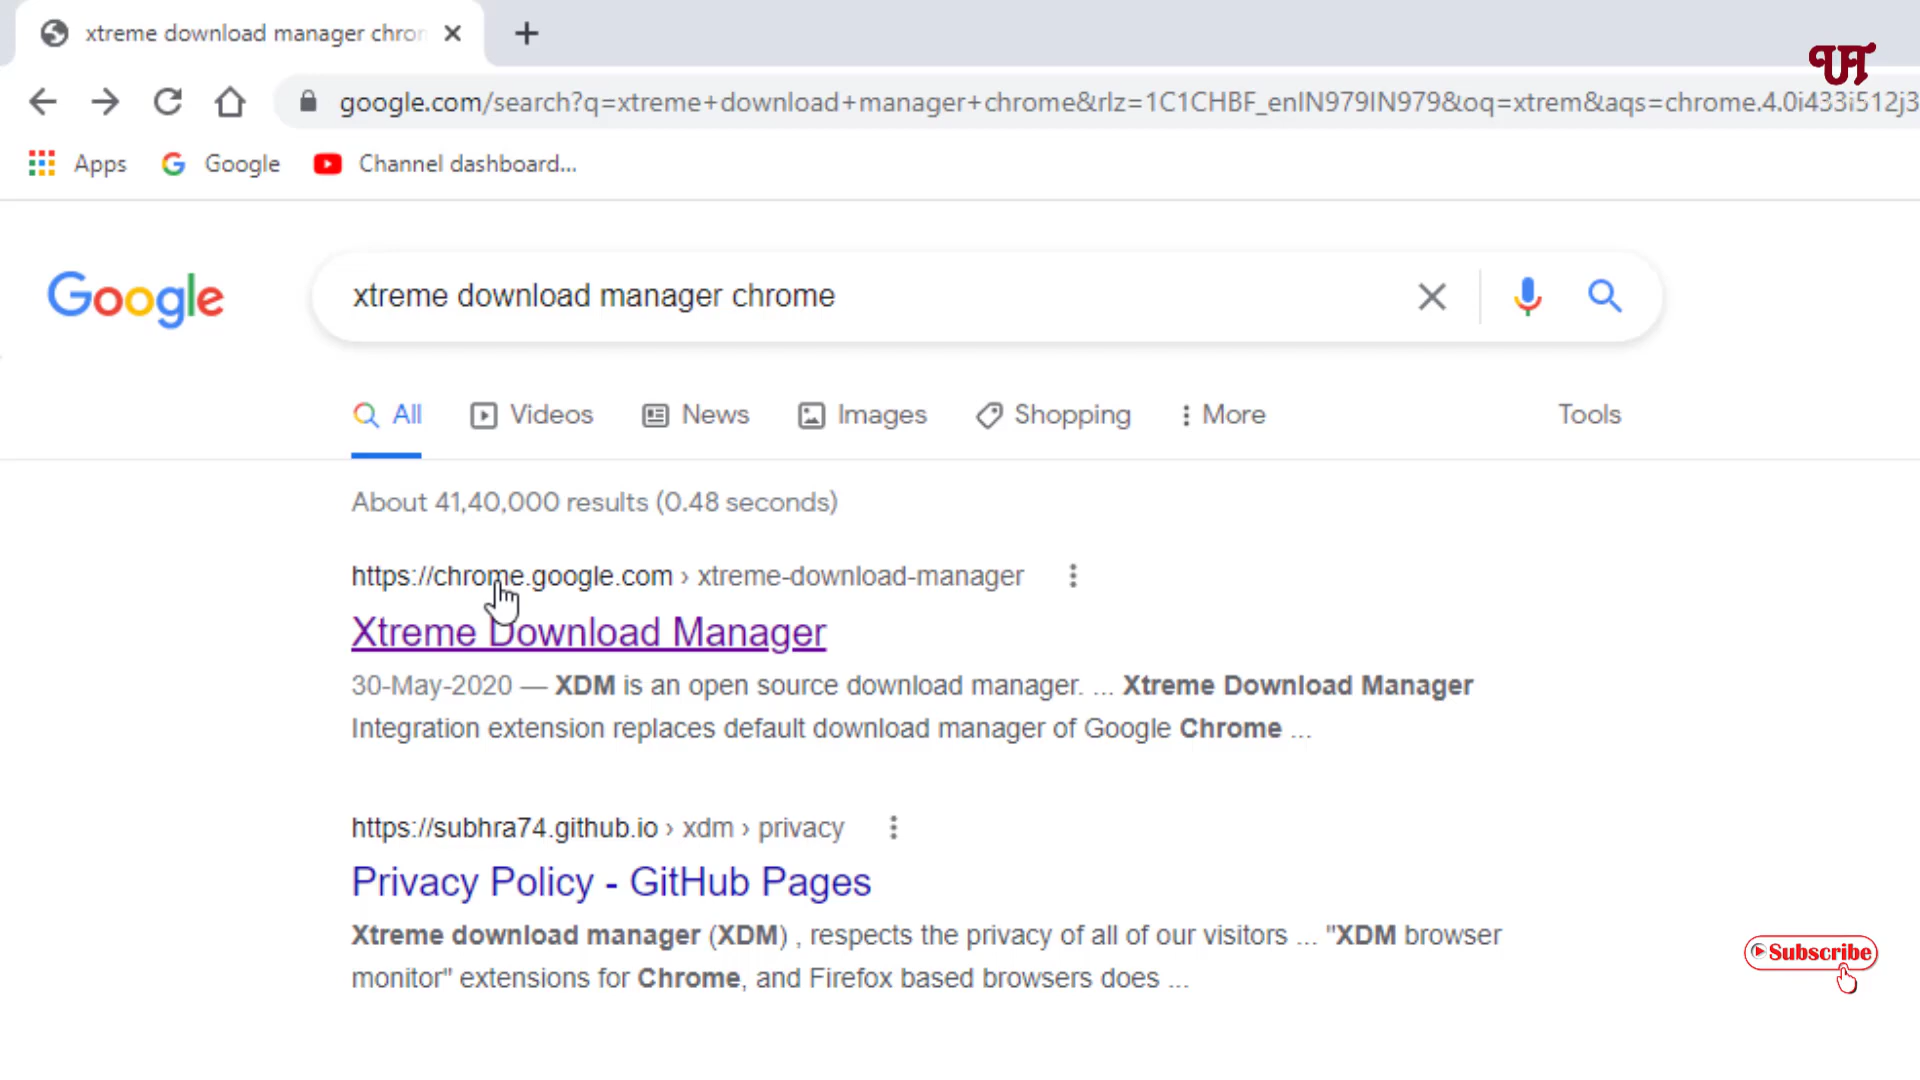 xtreme download manager chron
google.com/search?q=xtreme+download+manager+chrome&rlz=1C1CHBF_enIN979IN979&oq=xtrem&aqs=chrome.4.0i433i512j3
Apps Google Channel dashboard...
Google xtreme download manager chrome
All Videos News Images Shopping More Tools
About 41,40,000 results (0.48 seconds)
https://chrome.google.com › xtreme-download-manager
Xtreme Download Manager
30-May-2020 — XDM is an open source download manager. ... Xtreme Download Manager
Integration extension replaces default download manager of Google Chrome ...
https://subhra74.github.io › xdm › privacy
Privacy Policy - GitHub Pages
Xtreme download manager (XDM) , respects the privacy of all of our visitors ... "XDM browser
Subscribe
monitor" extensions for Chrome, and Firefox based browsers does ...